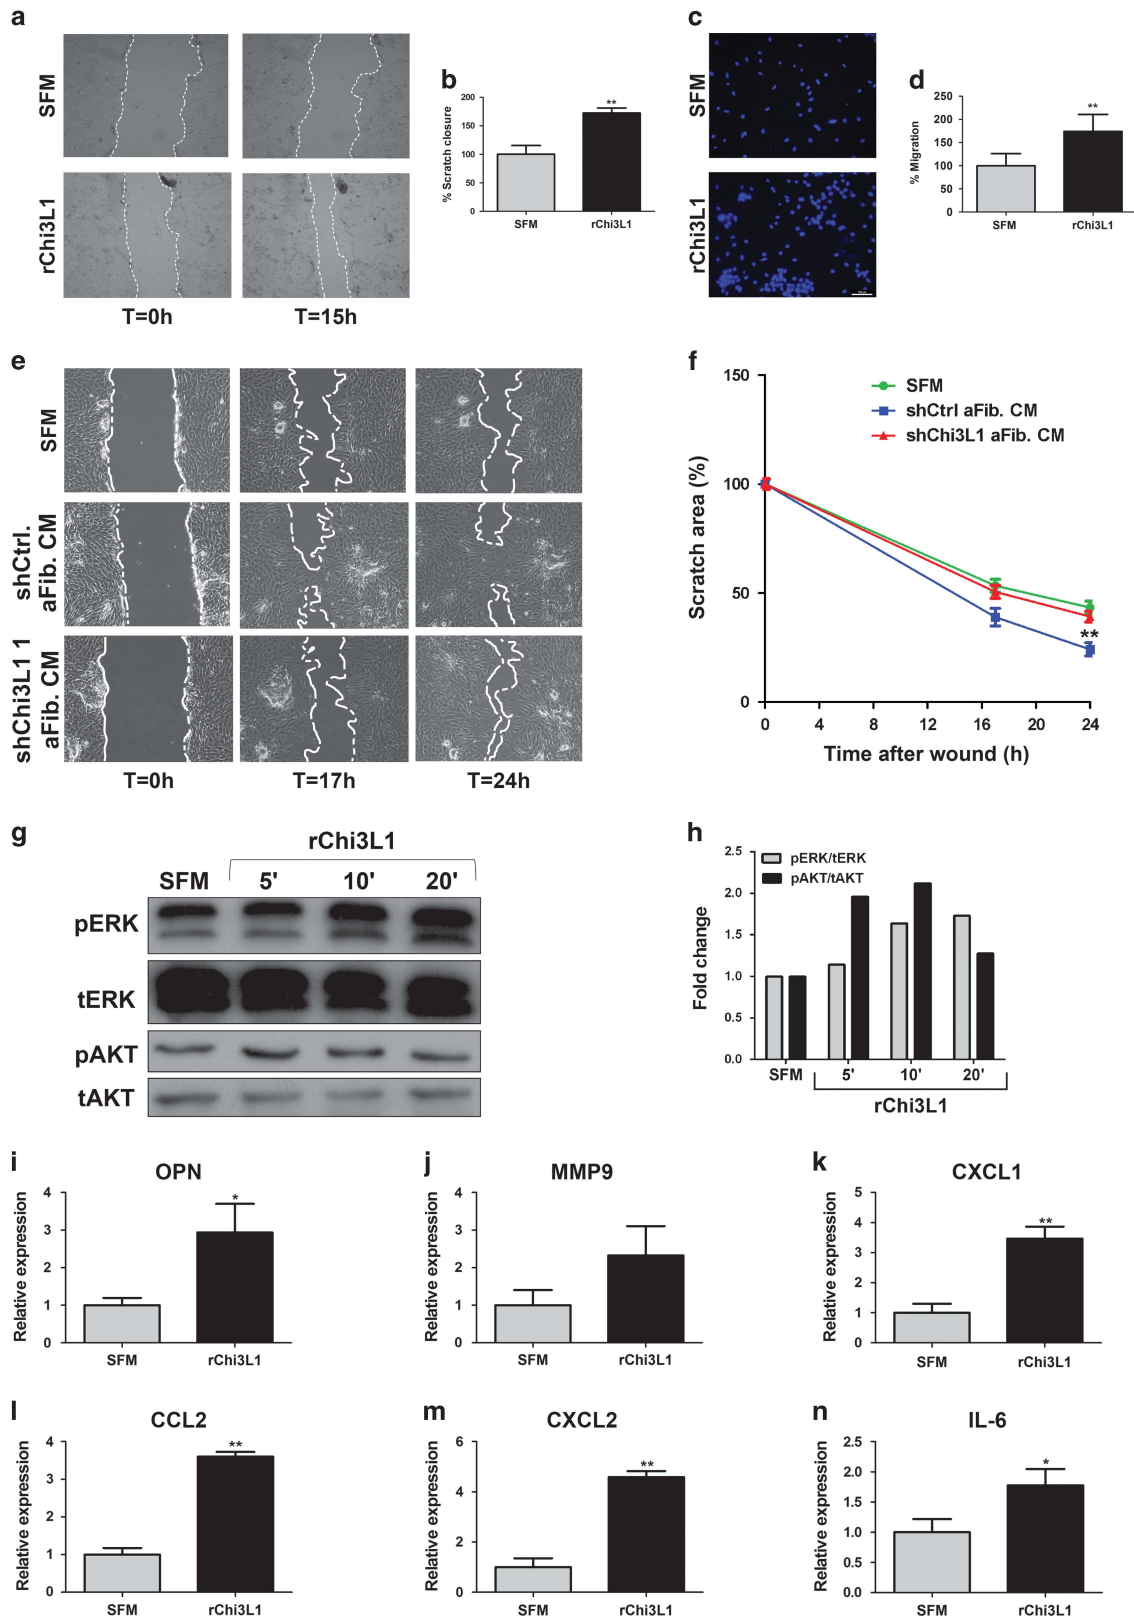 a
SFM
rChi3L1
T=0h
T=15h
b
% Scratch closure
200
150
100
50
0
**
SFM
rChi3L1
c
SFM
rChi3L1
d
% Migration
250
200
150
100
50
0
**
SFM
rChi3L1
e
SFM
shCtrl.
aFib. CM
shChi3L1 1
aFib. CM
T=0h
T=17h
T=24h
f
Scratch area (%)
150
100
50
0
SFM
shCtrl aFib. CM
shChi3L1 aFib. CM
**
0 4 8 12 16 20 24
Time after wound (h)
g
rChi3L1
SFM 5' 10' 20'
pERK
tERK
pAKT
tAKT
h
Fold change
2.5
2.0
1.5
1.0
0.5
0.0
pERK/tERK
pAKT/tAKT
SFM 5' 10' 20'
rChi3L1
i
OPN
Relative expression
4
3
2
1
0
*
SFM
rChi3L1
j
MMP9
Relative expression
4
3
2
1
0
SFM
rChi3L1
k
CXCL1
Relative expression
5
4
3
2
1
0
**
SFM
rChi3L1
l
CCL2
Relative expression
4
3
2
1
0
**
SFM
rChi3L1
m
CXCL2
Relative expression
6
4
2
0
**
SFM
rChi3L1
n
IL-6
Relative expression
2.5
2.0
1.5
1.0
0.5
0.0
*
SFM
rChi3L1